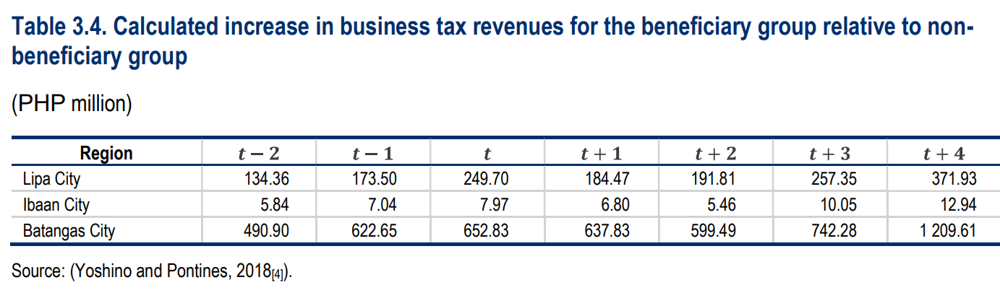 Table 3.4. Calculated increase in business tax revenues for the beneficiary group relative to non-
beneficiary group
(PHP million)
Region t − 2 t − 1 t t + 1 t + 2 t + 3 t + 4
Lipa City 134.36 173.50 249.70 184.47 191.81 257.35 371.93
Ibaan City 5.84 7.04 7.97 6.80 5.46 10.05 12.94
Batangas City 490.90 622.65 652.83 637.83 599.49 742.28 1 209.61
Source: (Yoshino and Pontines, 2018[4]).